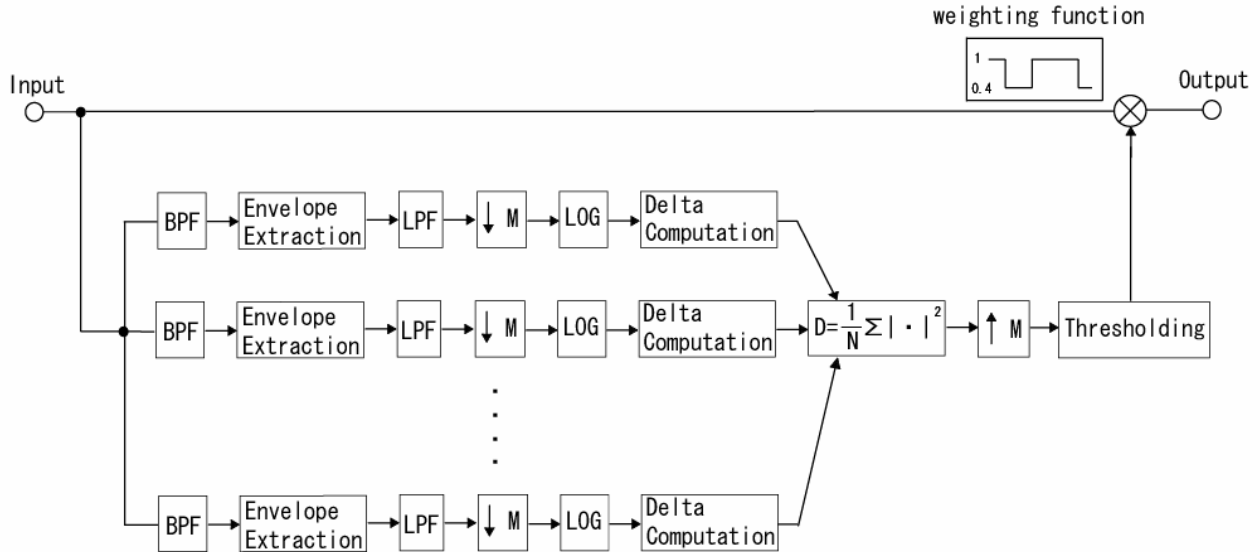 weighting function
1
0.4
Input
Output
BPF
Envelope
Extraction
LPF
↓ M
LOG
Delta
Computation
BPF
Envelope
Extraction
LPF
↓ M
LOG
Delta
Computation
D=1/N Σ|·|²
↑ M
Thresholding
BPF
Envelope
Extraction
LPF
↓ M
LOG
Delta
Computation